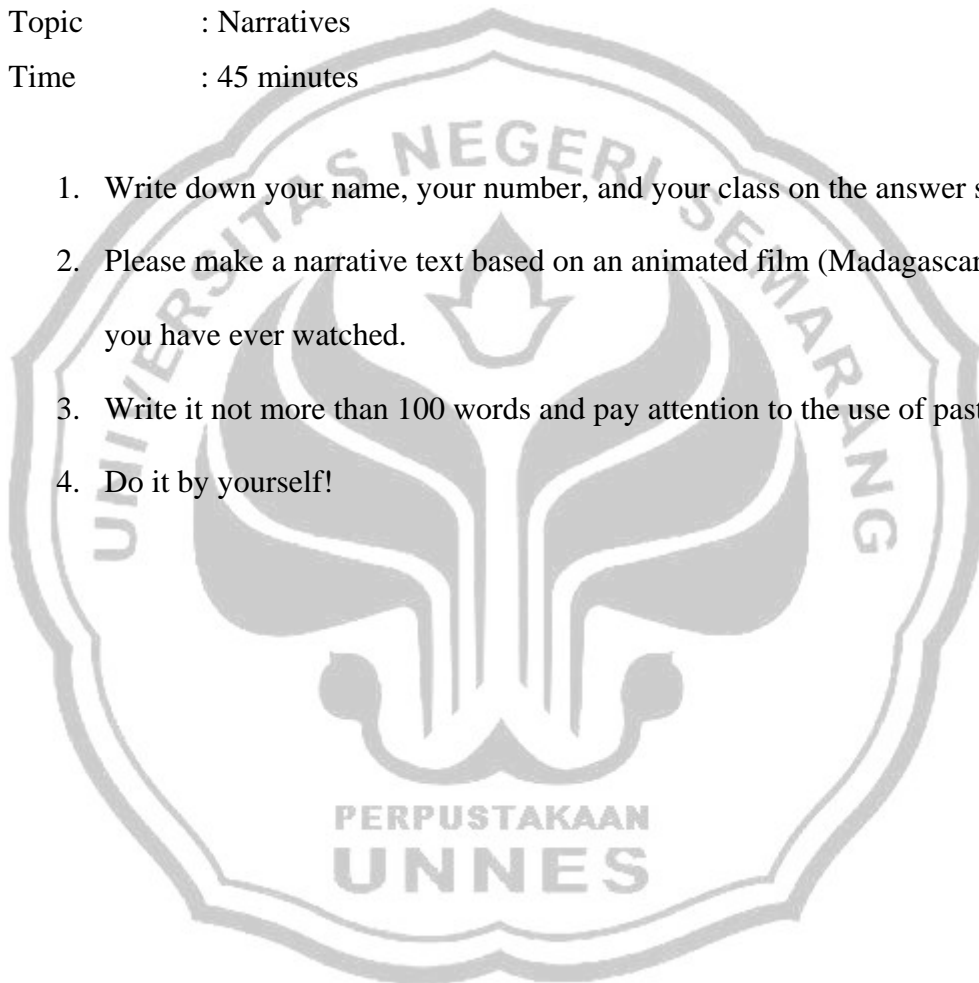 Topic : Narratives
Time : 45 minutes
1. Write down your name, your number, and your class on the answer s
2. Please make a narrative text based on an animated film (Madagascar
you have ever watched.
3. Write it not more than 100 words and pay attention to the use of past
4. Do it by yourself!
UNIVERSITAS NEGERI SEMARANG
PERPUSTAKAAN
UNNES